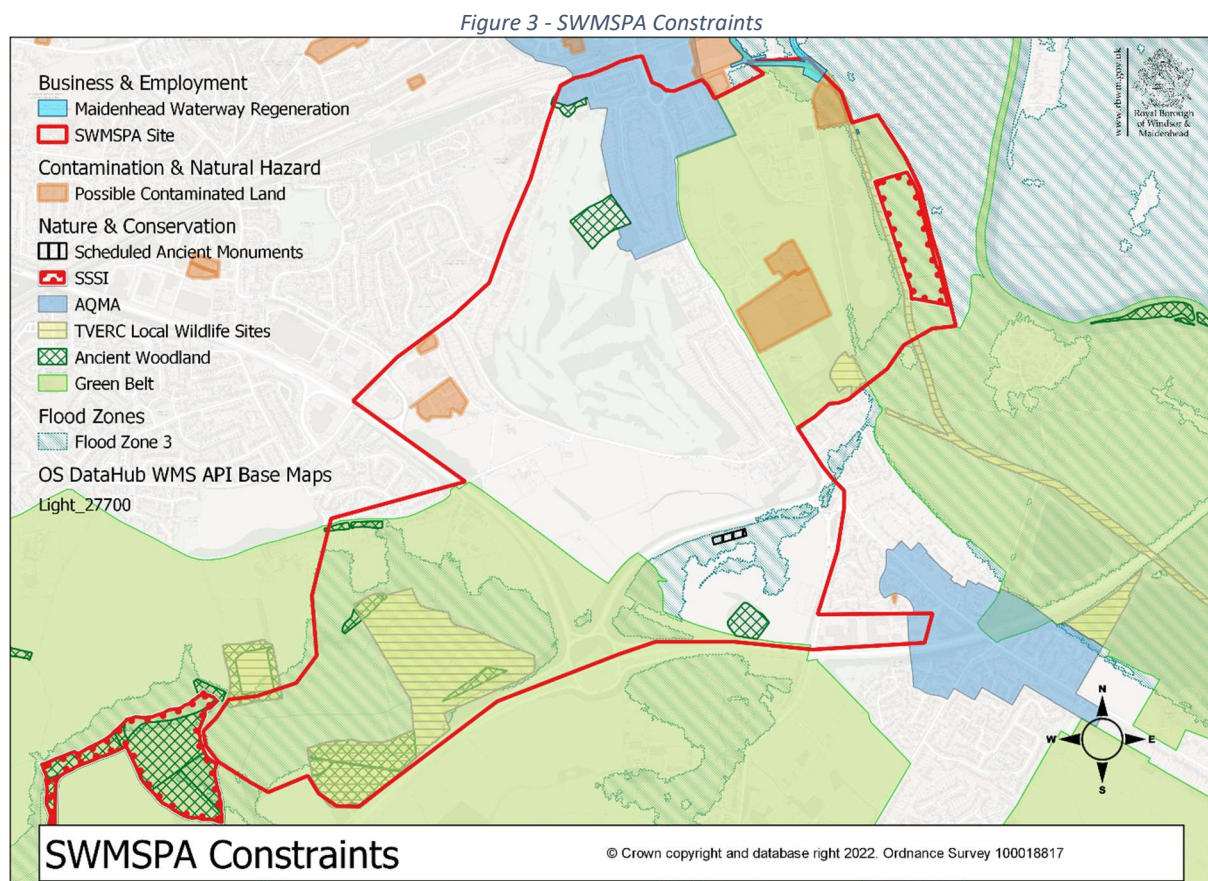 Figure 3 - SWMSPA Constraints
Business & Employment
Maidenhead Waterway Regeneration
SWMSPA Site
Contamination & Natural Hazard
Possible Contaminated Land
Nature & Conservation
Scheduled Ancient Monuments
SSSI
AQMA
TVERC Local Wildlife Sites
Ancient Woodland
Green Belt
Flood Zones
Flood Zone 3
OS DataHub WMS API Base Maps
Light_27700
www.rbwm.gov.uk
Royal Borough
of Windsor &
Maidenhead
N
W
E
S
SWMSPA Constraints
© Crown copyright and database right 2022. Ordnance Survey 100018817